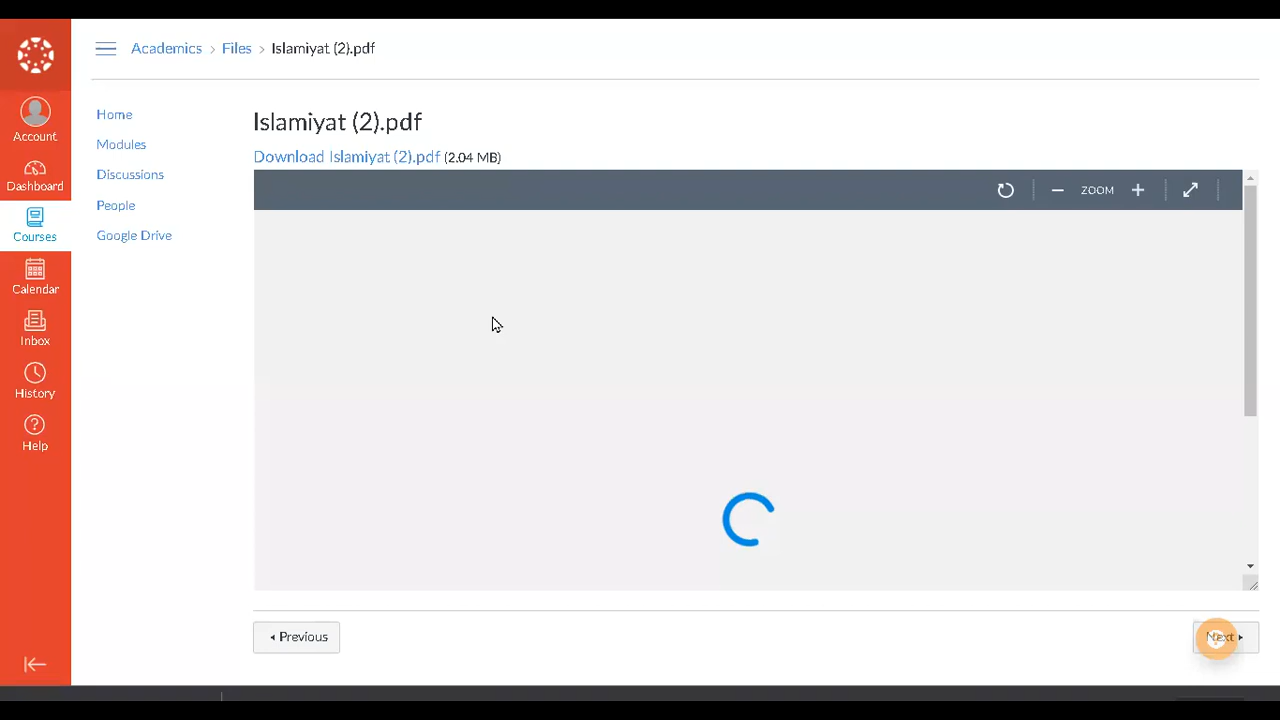 Academics > Files > Islamiyat (2).pdf
Account
Dashboard
Courses
Calendar
Inbox
History
Help
Home
Modules
Discussions
People
Google Drive
Islamiyat (2).pdf
Download Islamiyat (2).pdf (2.04 MB)
ZOOM
Previous
Next